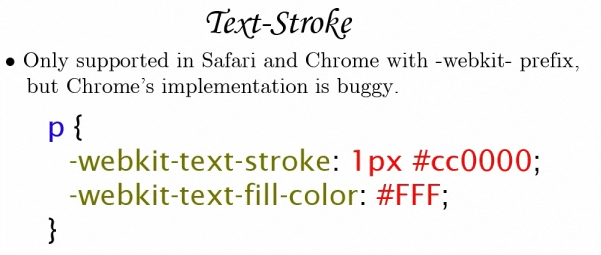 Text-Stroke
• Only supported in Safari and Chrome with -webkit- prefix,
but Chrome's implementation is buggy.
p {
-webkit-text-stroke: 1px #cc0000;
-webkit-text-fill-color: #FFF;
}